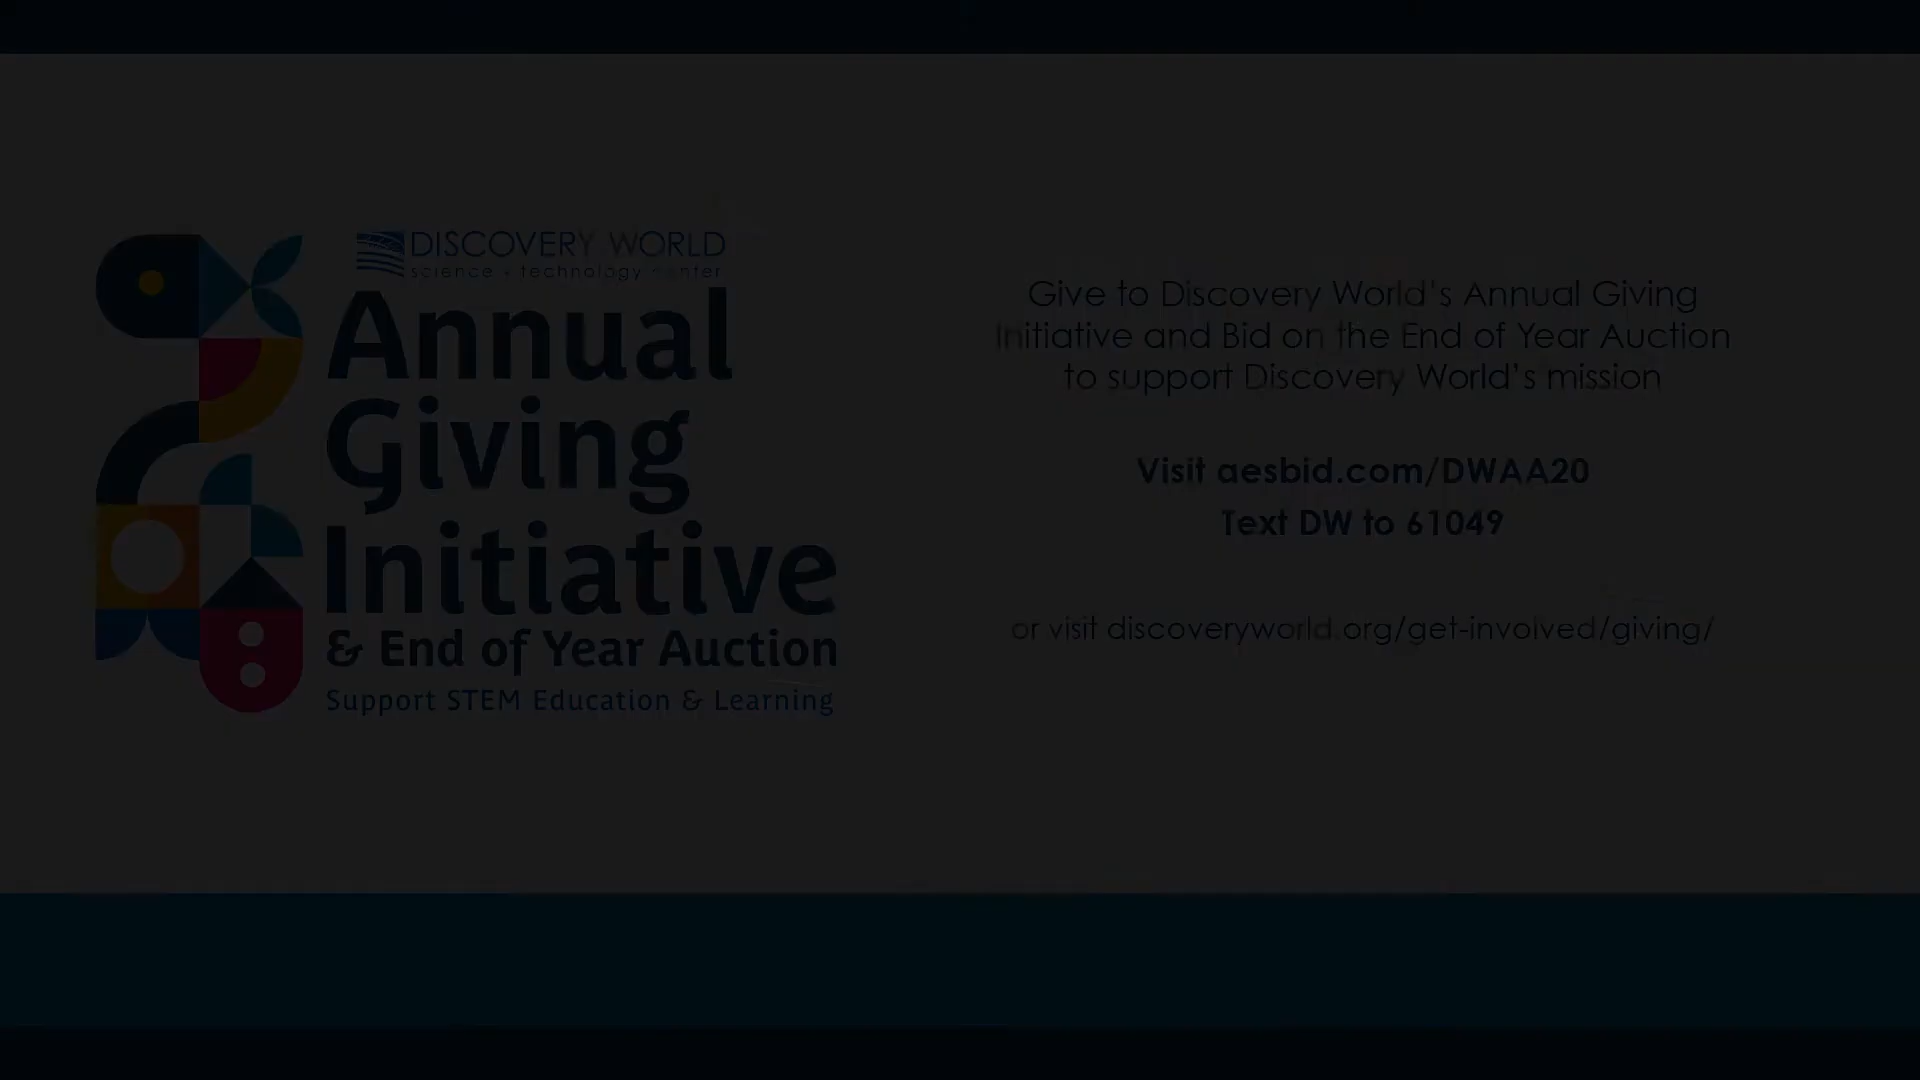 DISCOVERY WORLD
science + technology center
Annual
Giving
Initiative
& End of Year Auction
Support STEM Education & Learning
Give to Discovery World's Annual Giving
Initiative and Bid on the End of Year Auction
to support Discovery World's mission
Visit aesbid.com/DWAA20
Text DW to 61049
or visit discoveryworld.org/get-involved/giving/